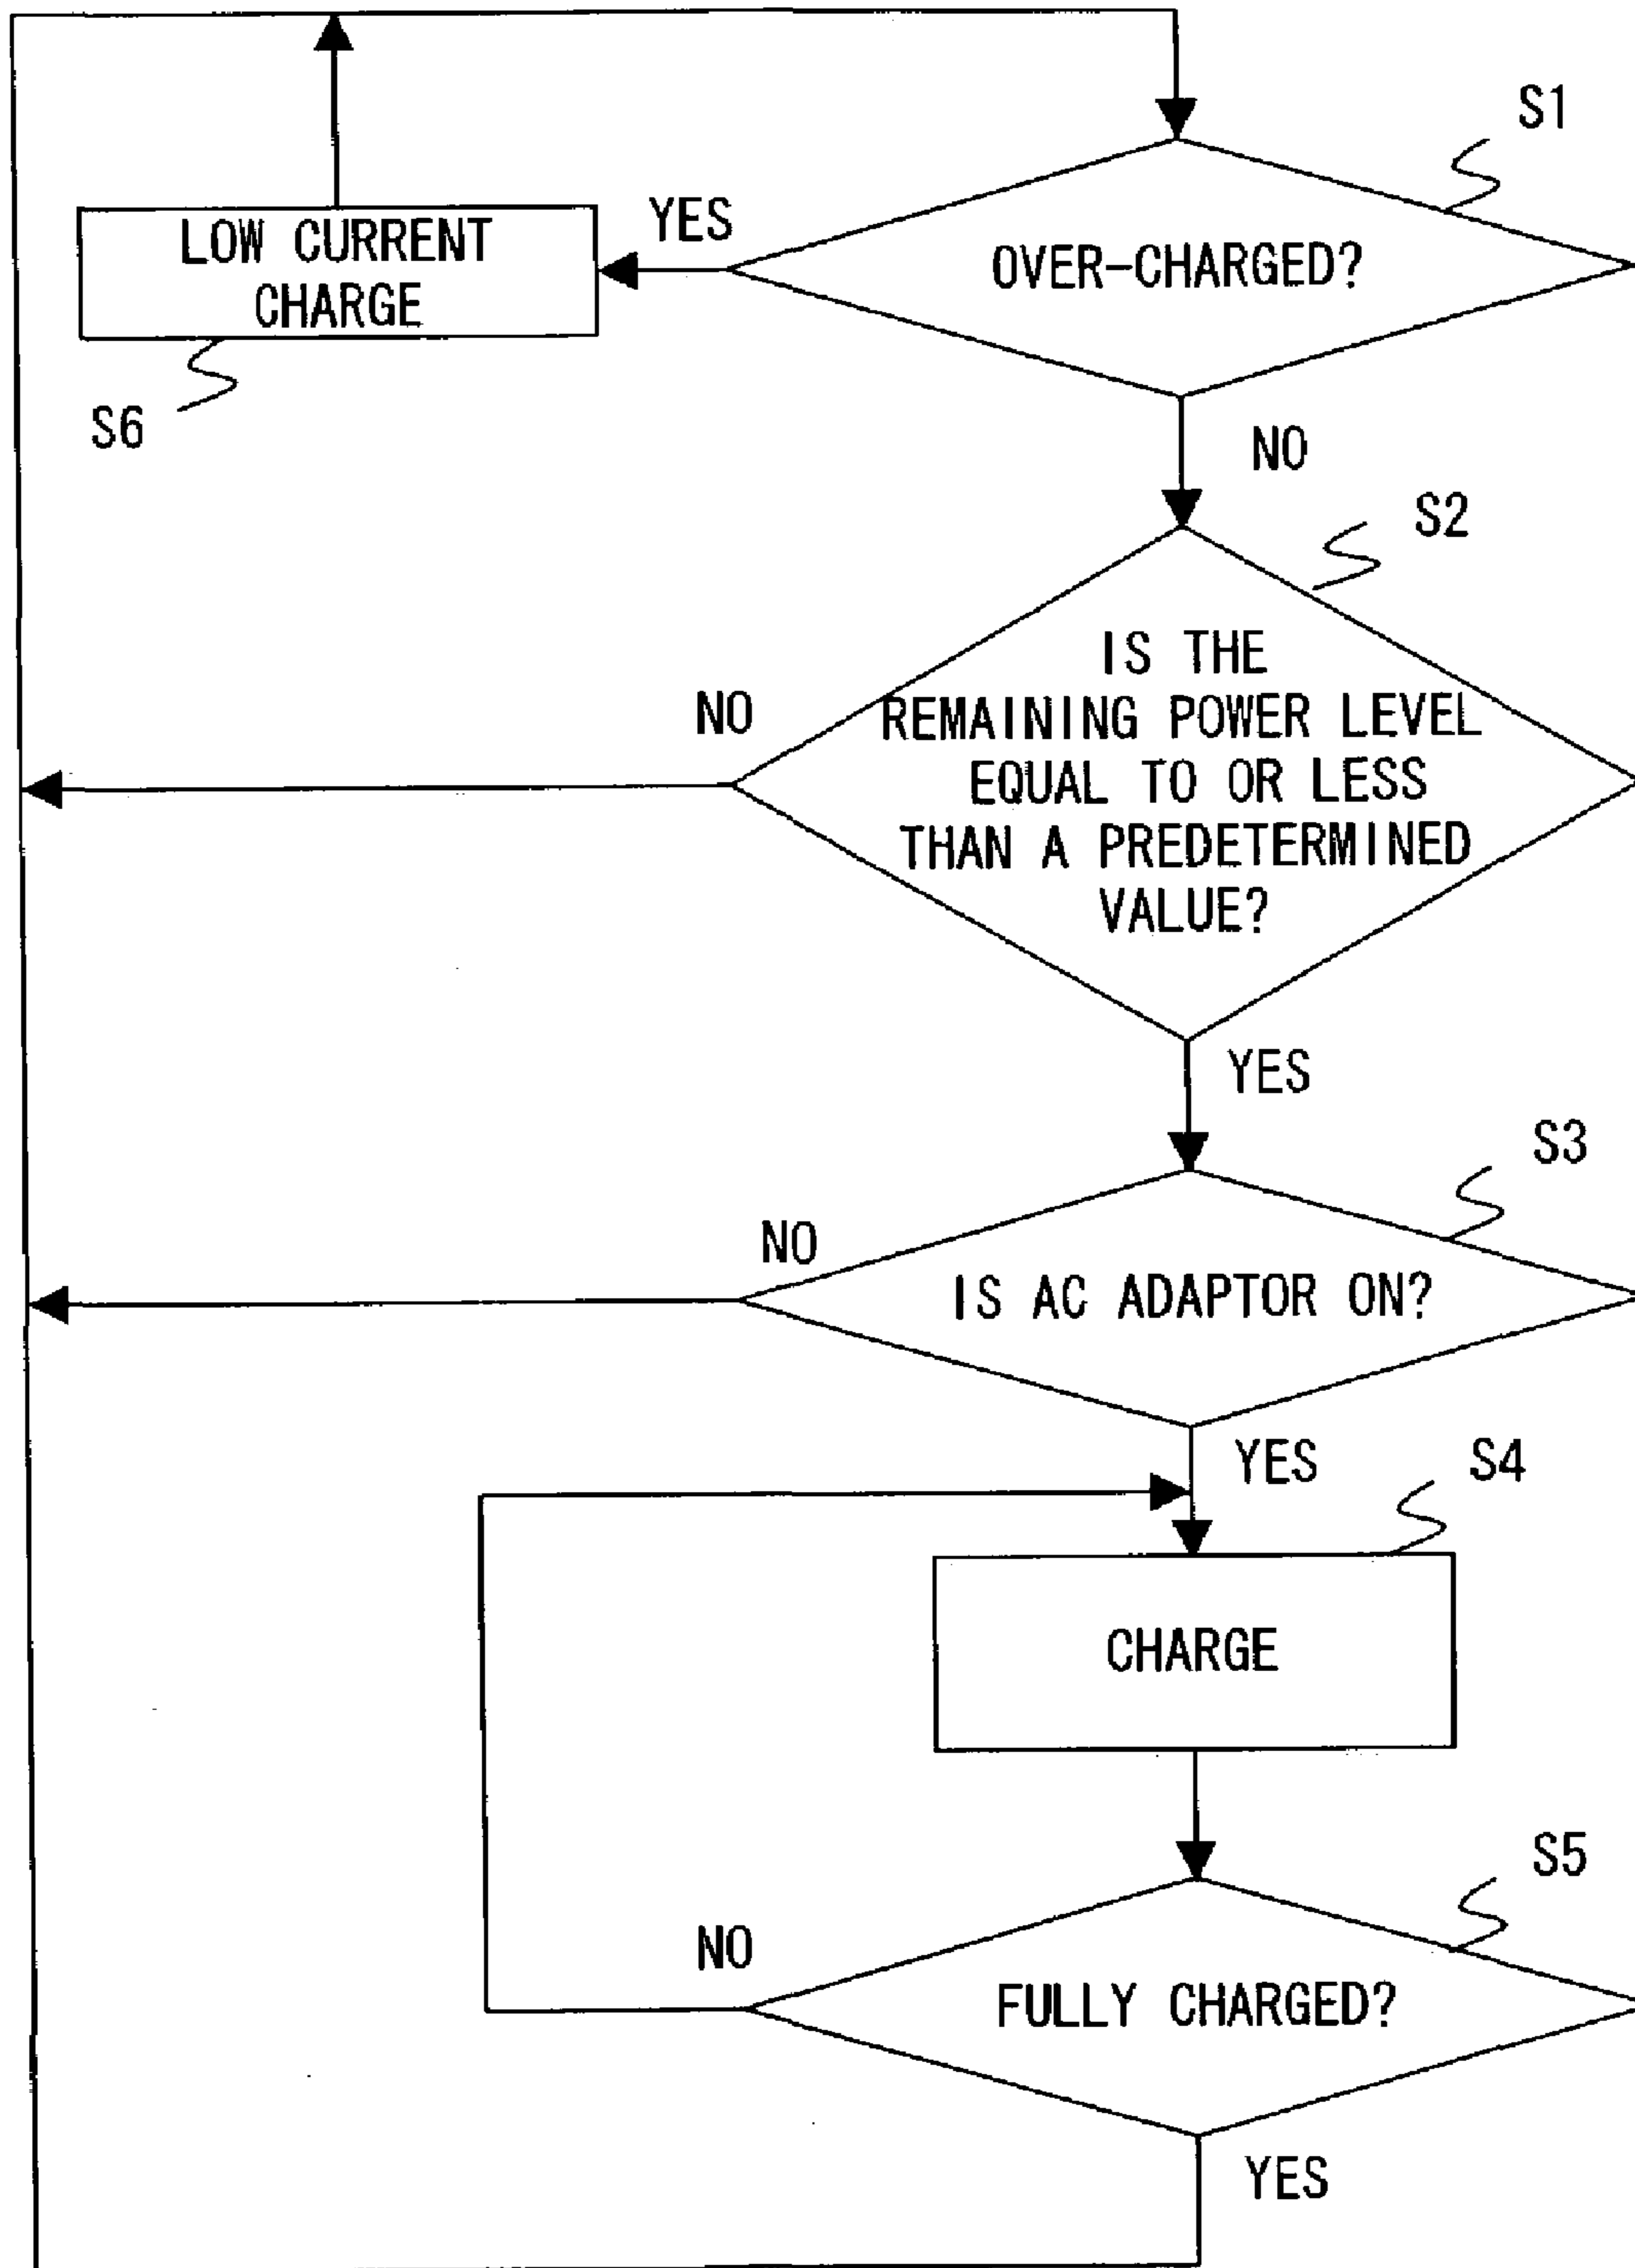 S1
YES
LOW CURRENT
CHARGE
OVER-CHARGED?
S6
NO
S2
IS THE
REMAINING POWER LEVEL
EQUAL TO OR LESS
THAN A PREDETERMINED
VALUE?
NO
YES
S3
NO
IS AC ADAPTOR ON?
YES
S4
CHARGE
S5
NO
FULLY CHARGED?
YES